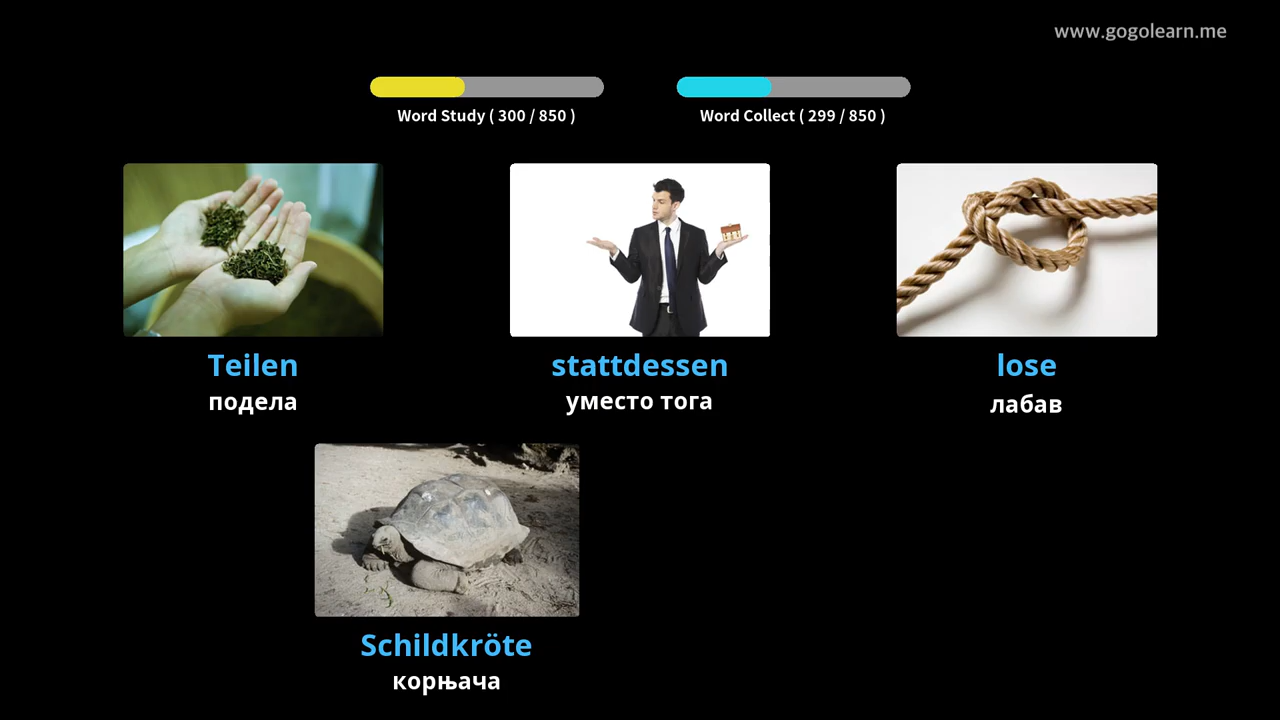 www.gogolearn.me
Word Study ( 300 / 850 )
Word Collect ( 299 / 850 )
Teilen
подела
stattdessen
уместо тога
lose
лабав
Schildkröte
корњача